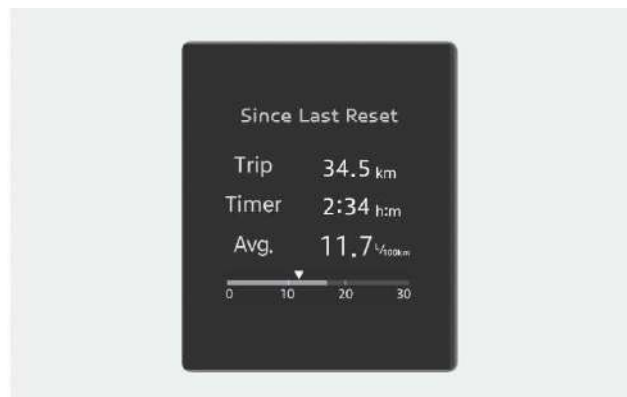 Since Last Reset
Trip 34.5 km
Timer 2:34 h:m
Avg. 11.7 L/100km
0 10 20 30